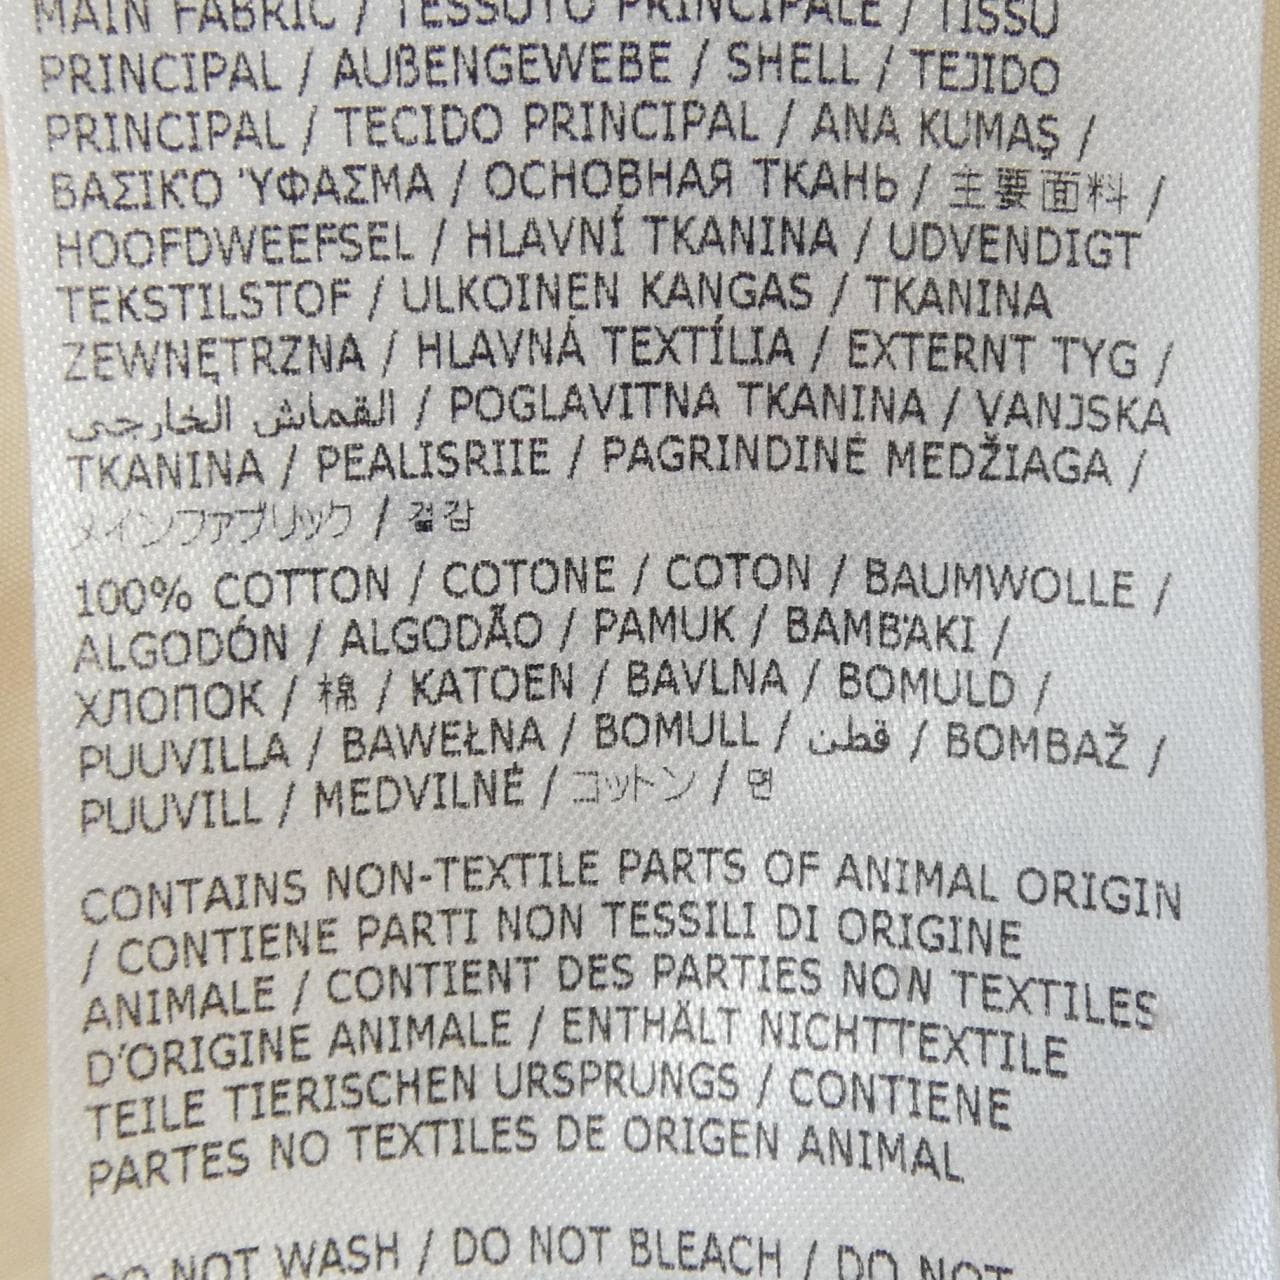 MAIN FABRIC / TESSUTO PRINCIPALE / TISSU
PRINCIPAL / AUßENGEWEBE / SHELL / TEJIDO
PRINCIPAL / TECIDO PRINCIPAL / ANA KUMAŞ /
ΒΑΣΙΚ'Ο 'ΥΦΑΣΜΑ / ОСНОВНАЯ ТКАНЬ / 主要面料 /
HOOFDWEEFSEL / HLAVNÍ TKANINA / UDVENDIGT
TEKSTILSTOF / ULKOINEN KANGAS / TKANINA
ZEWNĘTRZNA / HLAVNÁ TEXTÍLIA / EXTERNT TYG /
القماش الخارجي / POGLAVITNA TKANINA / VANJSKA
TKANINA / PEALISRIIE / PAGRINDINĖ MEDŽIAGA /
メインファブリック / 겉감
100% COTTON / COTONE / COTON / BAUMWOLLE /
ALGODÓN / ALGODÃO / PAMUK / ΒΑΜΒ'ΑΚΙ /
ХЛОПОК / 棉 / KATOEN / BAVLNA / BOMULD /
PUUVILLA / BAWEŁNA / BOMULL / قطن / BOMBAŽ /
PUUVILL / MEDVILNĖ / コットン / 면
CONTAINS NON-TEXTILE PARTS OF ANIMAL ORIGIN
/ CONTIENE PARTI NON TESSILI DI ORIGINE
ANIMALE / CONTIENT DES PARTIES NON TEXTILES
D'ORIGINE ANIMALE / ENTHÄLT NICHTTEXTILE
TEILE TIERISCHEN URSPRUNGS / CONTIENE
PARTES NO TEXTILES DE ORIGEN ANIMAL
DO NOT WASH / DO NOT BLEACH / DO NOT